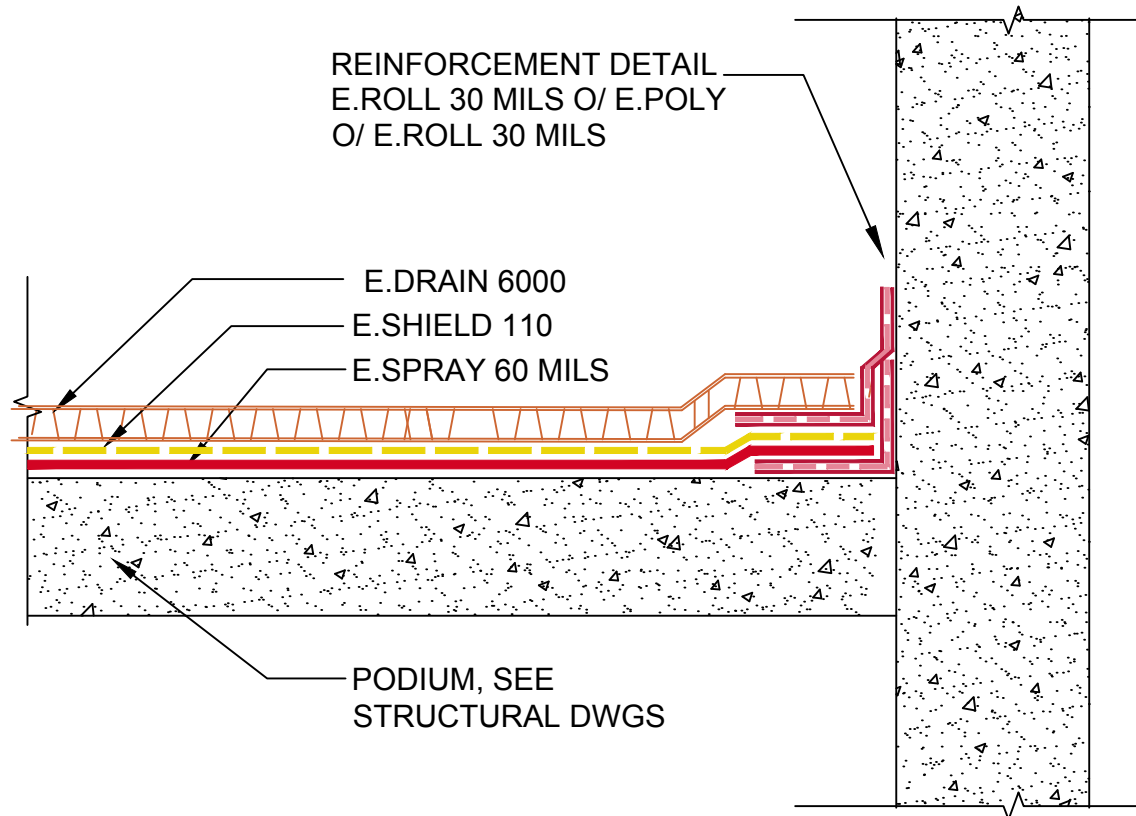 REINFORCEMENT DETAIL
E.ROLL 30 MILS O/ E.POLY
O/ E.ROLL 30 MILS
E.DRAIN 6000
E.SHIELD 110
E.SPRAY 60 MILS
PODIUM, SEE
STRUCTURAL DWGS